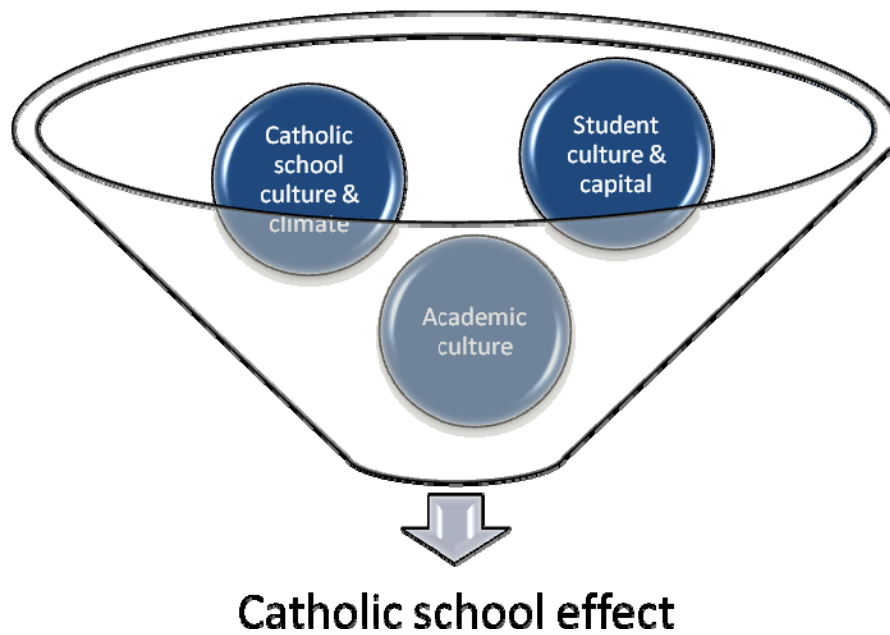 Catholic
school
culture &
climate
Student
culture &
capital
Academic
culture
Catholic school effect